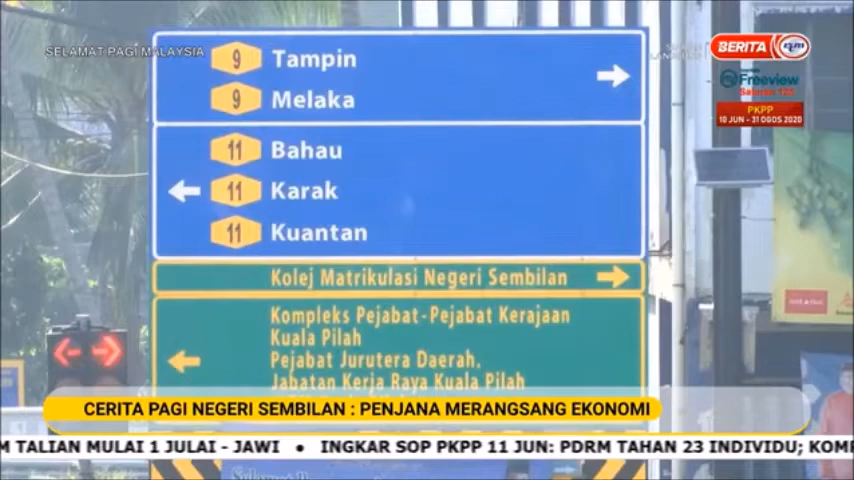 SELAMAT PAGI MALAYSIA
BERITA rtm
Freeview
Saluran 123
PKPP
10 JUN - 31 OGOS 2020
9 Tampin
9 Melaka
11 Bahau
11 Karak
11 Kuantan
Kolej Matrikulasi Negeri Sembilan
Kompleks Pejabat-Pejabat Kerajaan
Kuala Pilah
Pejabat Jurutera Daerah,
Jabatan Kerja Raya Kuala Pilah
CERITA PAGI NEGERI SEMBILAN : PENJANA MERANGSANG EKONOMI
M TALIAN MULAI 1 JULAI - JAWI • INGKAR SOP PKPP 11 JUN: PDRM TAHAN 23 INDIVIDU; KOMP